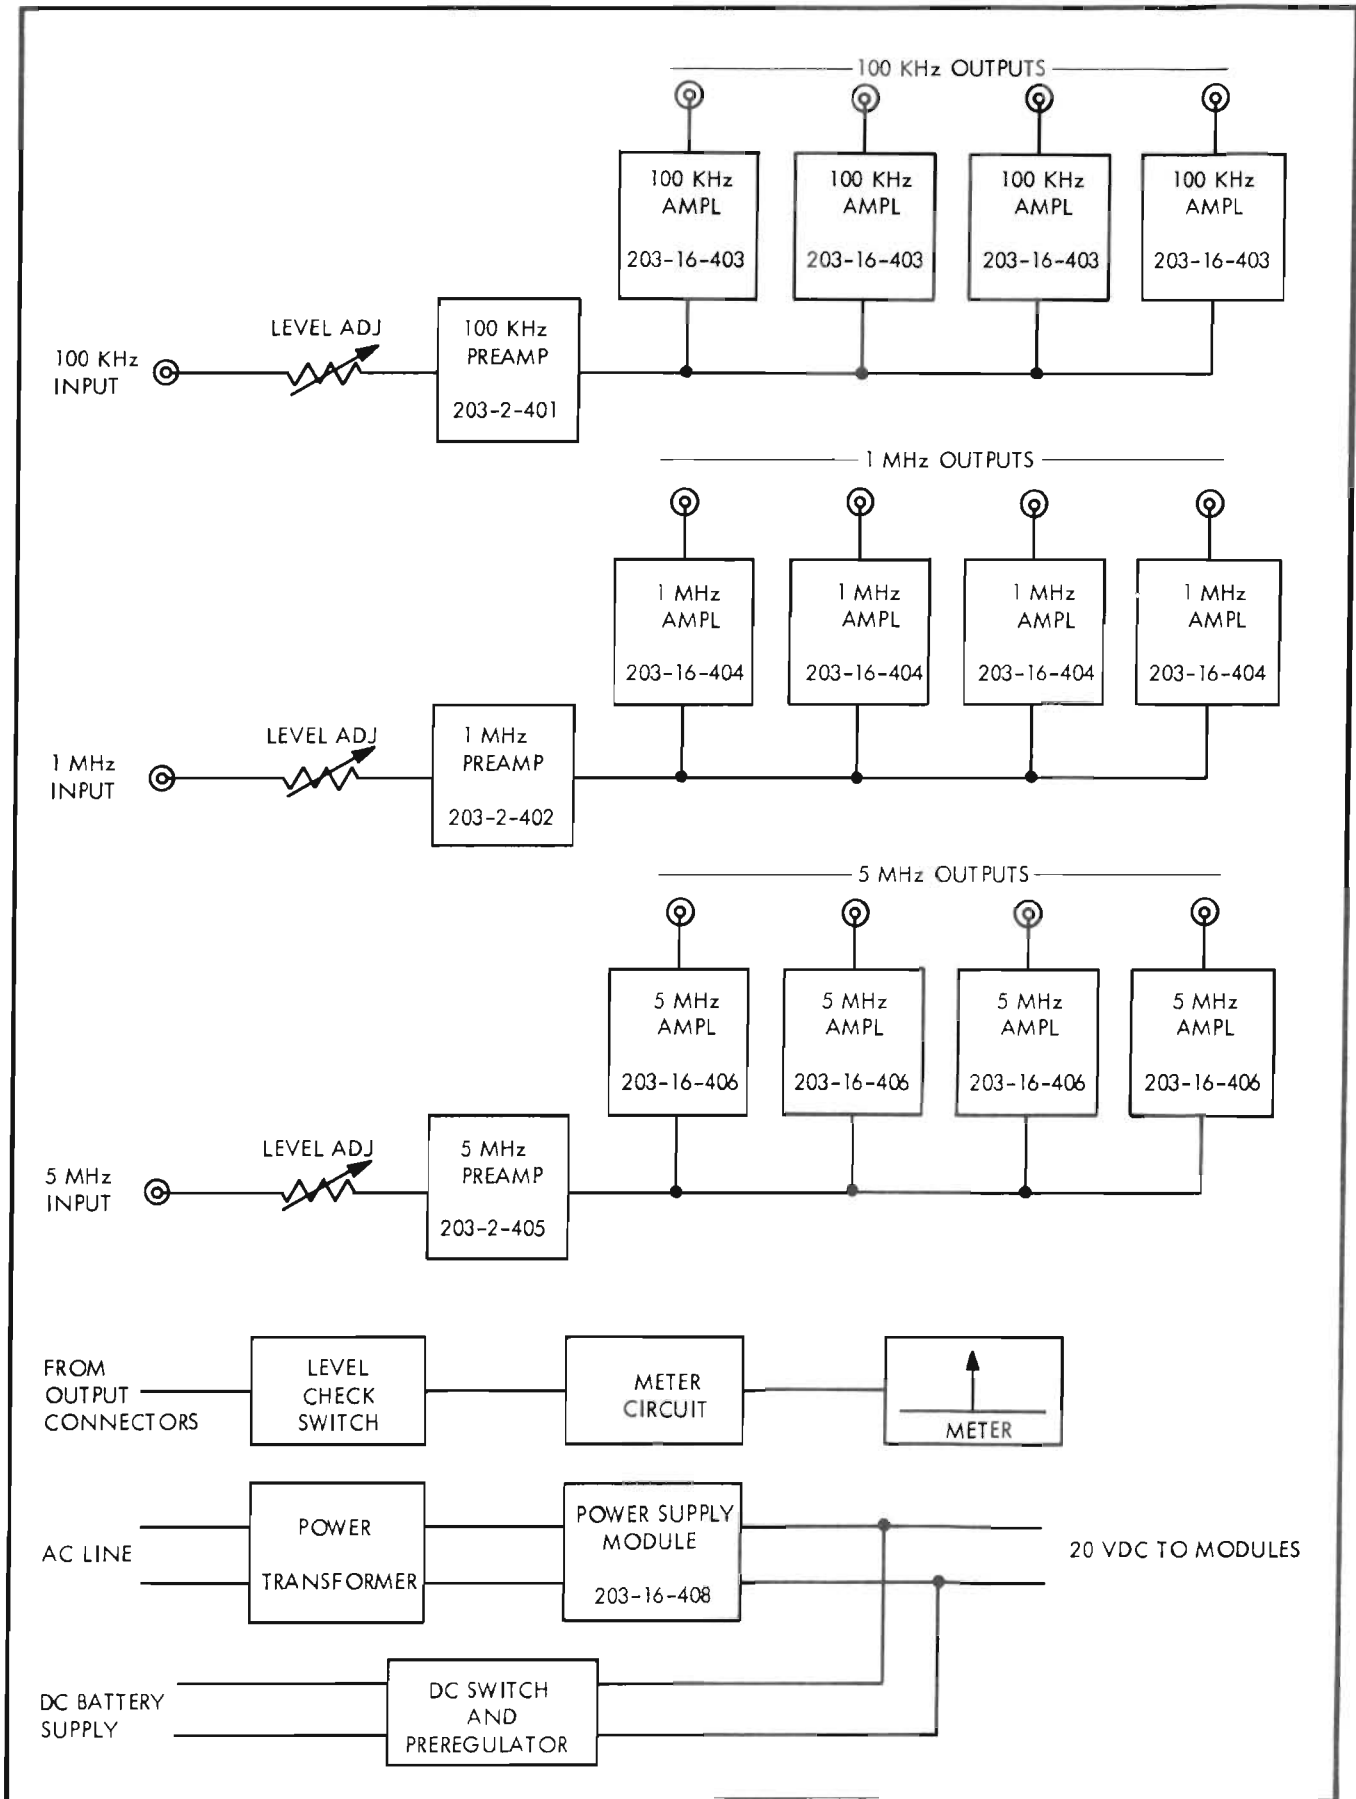 100 KHz OUTPUTS
100 KHz
AMPL
203-16-403
100 KHz
AMPL
203-16-403
100 KHz
AMPL
203-16-403
100 KHz
AMPL
203-16-403
100 KHz
INPUT
LEVEL ADJ
100 KHz
PREAMP
203-2-401
1 MHz OUTPUTS
1 MHz
AMPL
203-16-404
1 MHz
AMPL
203-16-404
1 MHz
AMPL
203-16-404
1 MHz
AMPL
203-16-404
1 MHz
INPUT
LEVEL ADJ
1 MHz
PREAMP
203-2-402
5 MHz OUTPUTS
5 MHz
AMPL
203-16-406
5 MHz
AMPL
203-16-406
5 MHz
AMPL
203-16-406
5 MHz
AMPL
203-16-406
5 MHz
INPUT
LEVEL ADJ
5 MHz
PREAMP
203-2-405
FROM
OUTPUT
CONNECTORS
LEVEL
CHECK
SWITCH
METER
CIRCUIT
METER
AC LINE
POWER
TRANSFORMER
POWER SUPPLY
MODULE
203-16-408
20 VDC TO MODULES
DC BATTERY
SUPPLY
DC SWITCH
AND
PREREGULATOR